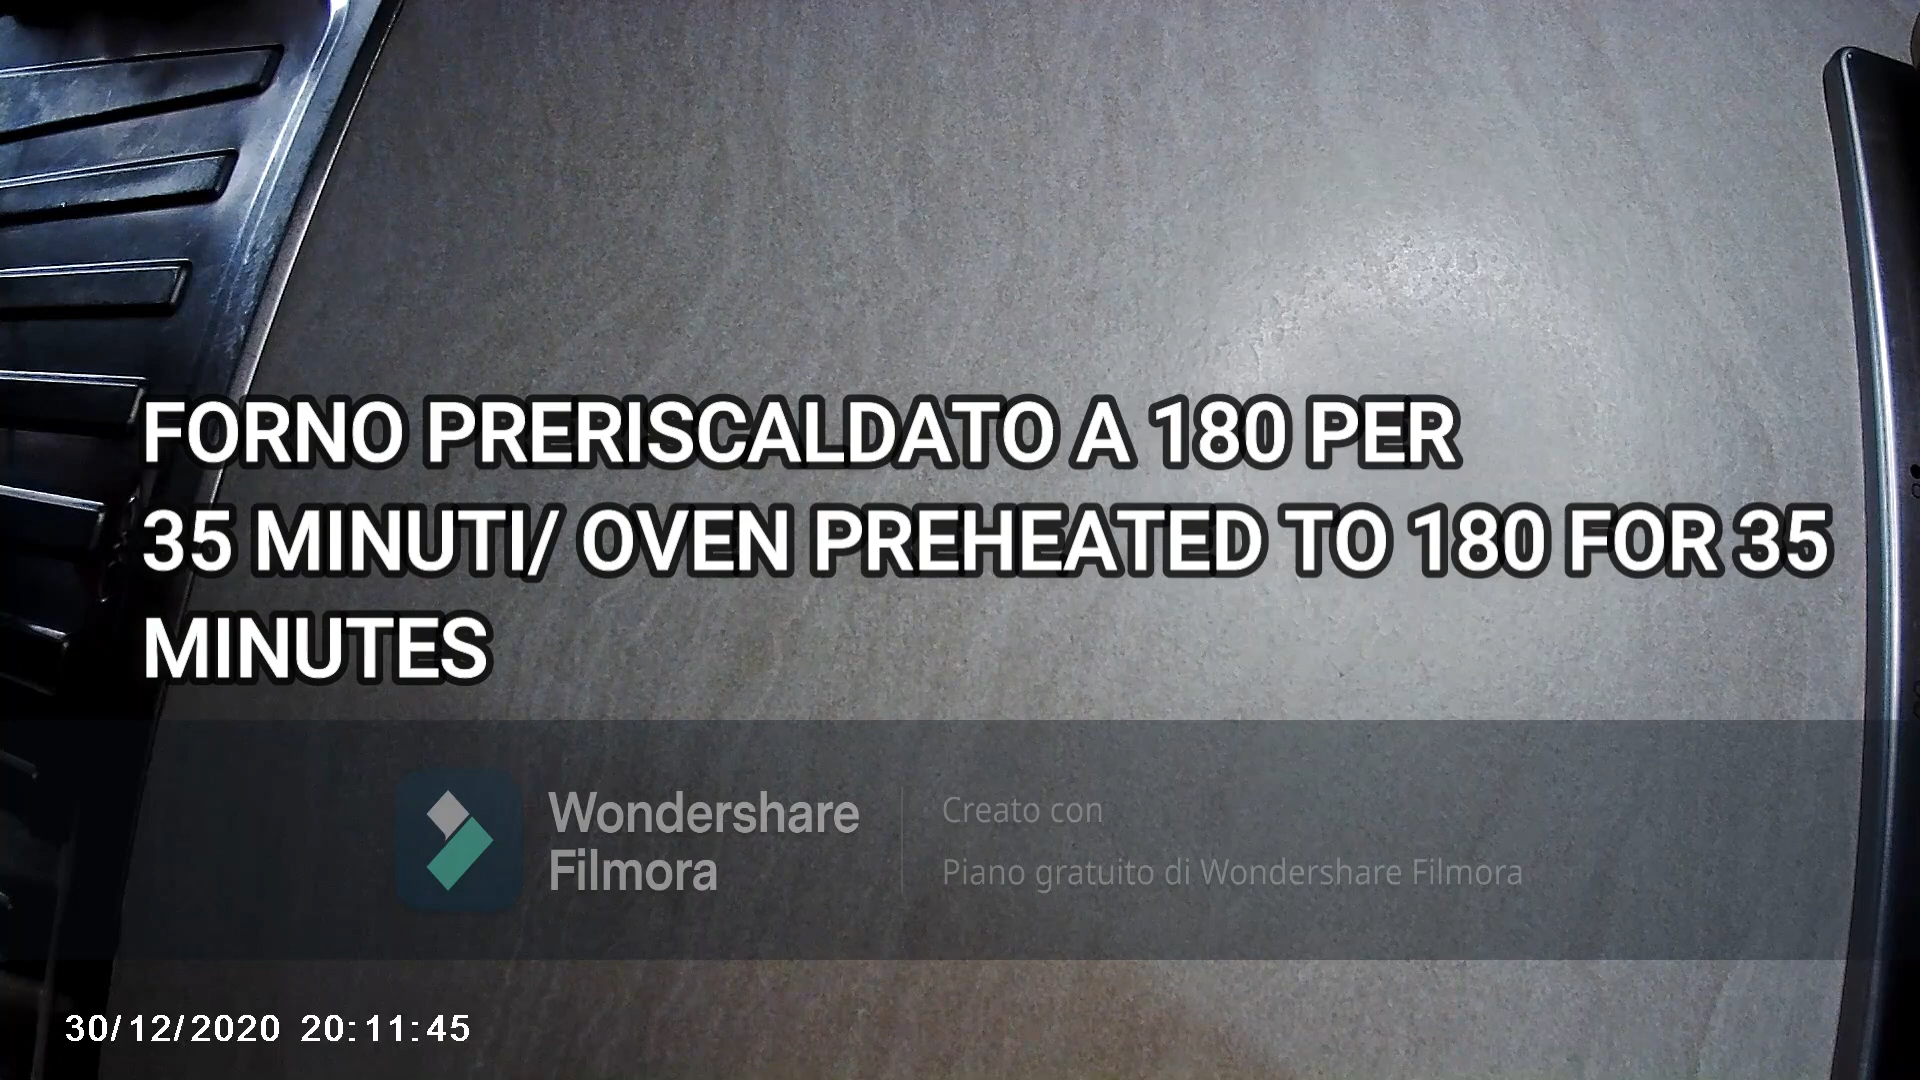 FORNO PRERISCALDATO A 180 PER
35 MINUTI/ OVEN PREHEATED TO 180 FOR 35
MINUTES
Wondershare
Filmora
Creato con
Piano gratuito di Wondershare Filmora
30/12/2020 20:11:45